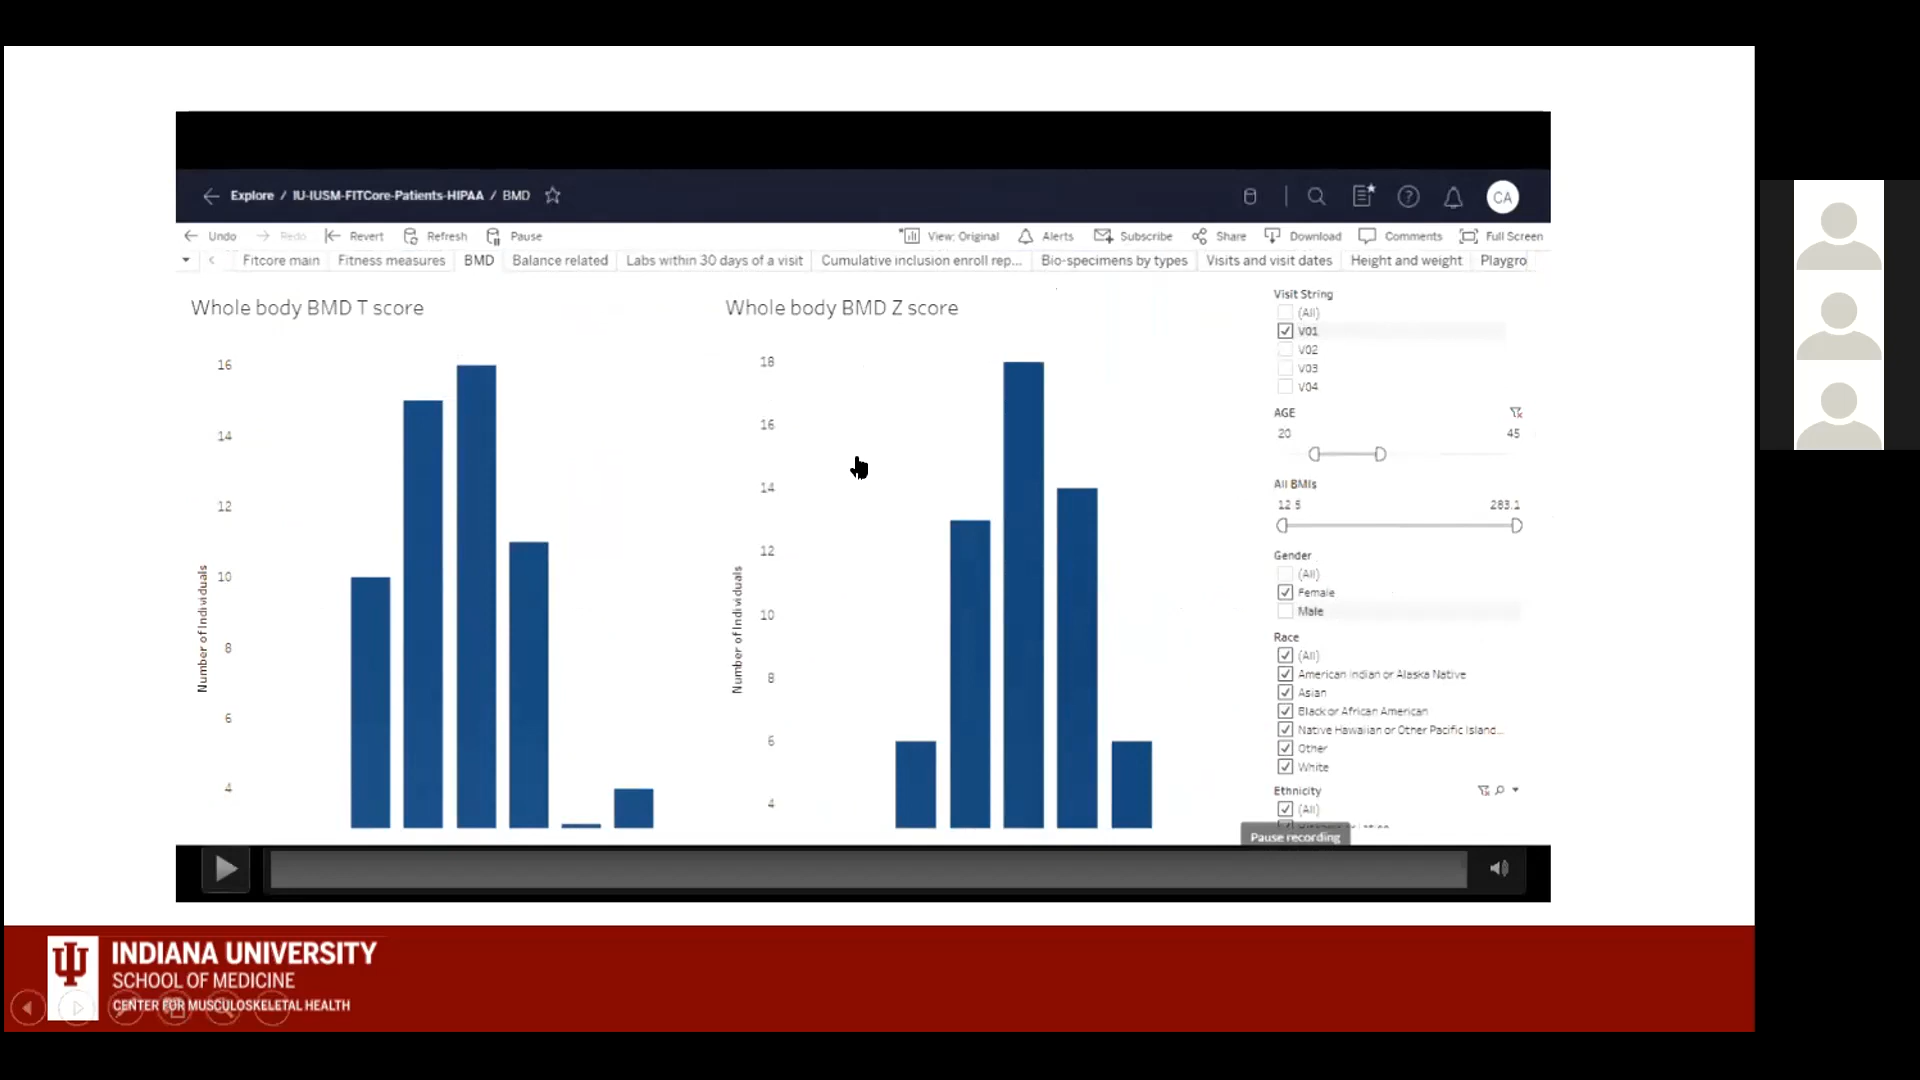 Explore / IU-IUSM-FITCore-Patients-HIPAA / BMD
CA
Undo Redo Revert Refresh Pause View: Original Alerts Subscribe Share Download Comments Full Screen
Fitcore main Fitness measures BMD Balance related Labs within 30 days of a visit Cumulative inclusion enroll rep... Bio-specimens by types Visits and visit dates Height and weight Playgro
Whole body BMD T score
16
14
12
10
8
6
4
Number of Individuals
Whole body BMD Z score
18
16
14
12
10
8
6
4
Number of Individuals
Visit String
(All)
V01
V02
V03
V04
AGE
20 45
All BMIs
12.5 283.1
Gender
(All)
Female
Male
Race
(All)
American Indian or Alaska Native
Asian
Black or African American
Native Hawaiian or Other Pacific Island...
Other
White
Ethnicity
(All)
Pause recording
INDIANA UNIVERSITY
SCHOOL OF MEDICINE
CENTER FOR MUSCULOSKELETAL HEALTH